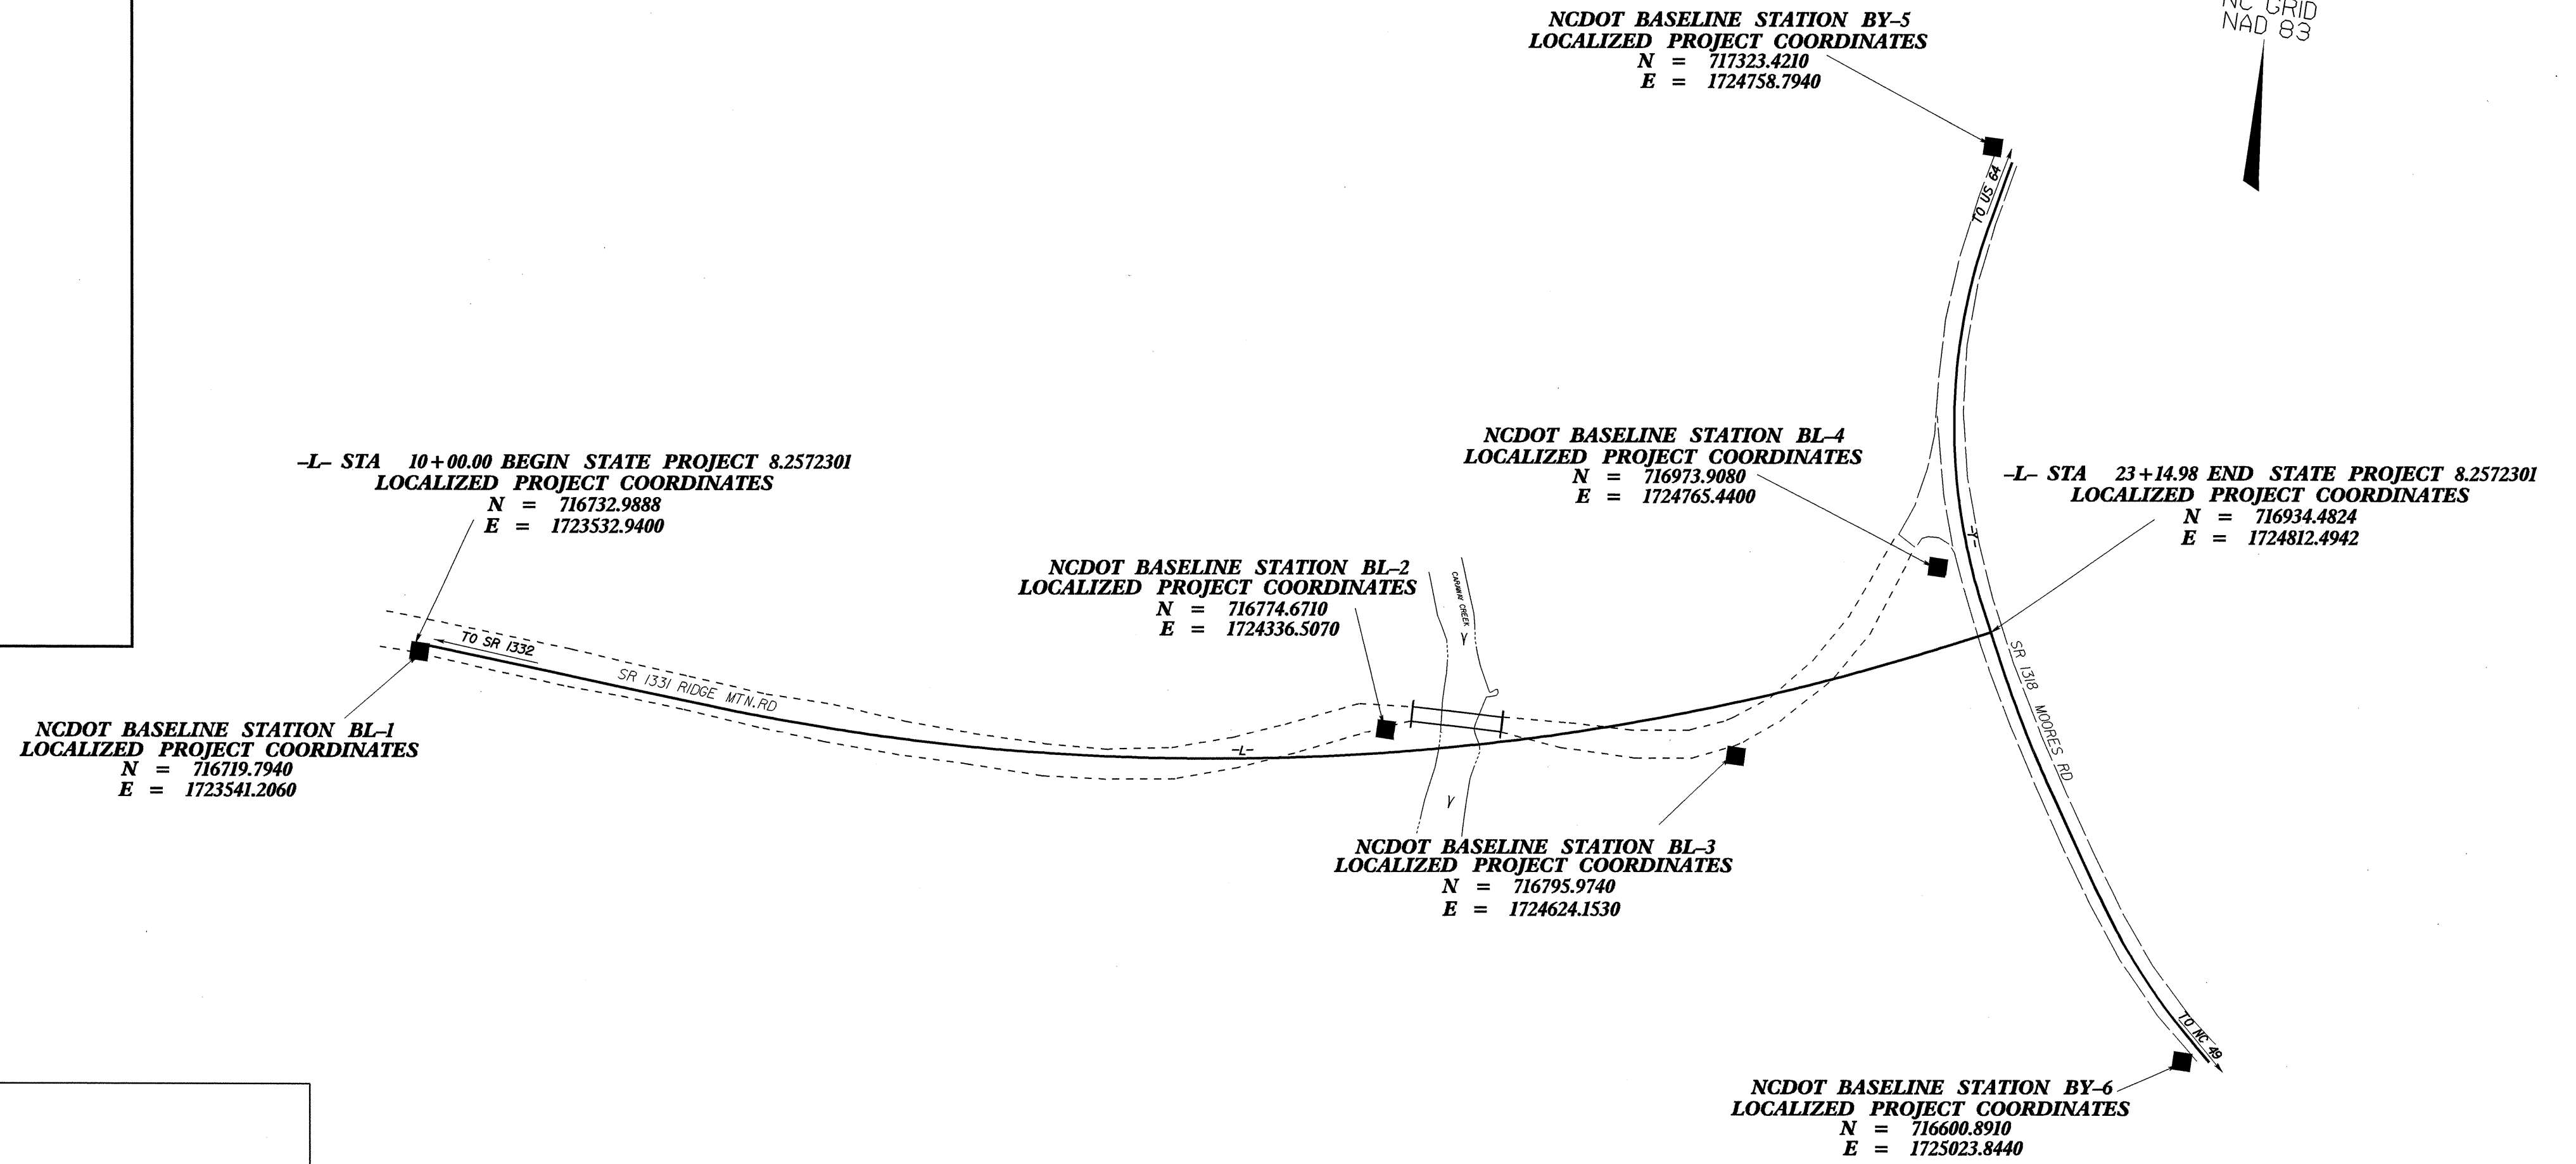 NC GRID
NAD 83
NCDOT BASELINE STATION BY-5
LOCALIZED PROJECT COORDINATES
N = 717323.4210
E = 1724758.7940
TO US 64
NCDOT BASELINE STATION BL-4
LOCALIZED PROJECT COORDINATES
N = 716973.9080
E = 1724765.4400
-L- STA 10+00.00 BEGIN STATE PROJECT 8.2572301
LOCALIZED PROJECT COORDINATES
N = 716732.9888
E = 1723532.9400
-L- STA 23+14.98 END STATE PROJECT 8.2572301
LOCALIZED PROJECT COORDINATES
N = 716934.4824
E = 1724812.4942
-Y-
NCDOT BASELINE STATION BL-2
LOCALIZED PROJECT COORDINATES
N = 716774.6710
E = 1724336.5070
CARAWAY CREEK
TO SR 1332
SR 1331 RIDGE MTN. RD
SR 1318 MOORES RD
-L-
NCDOT BASELINE STATION BL-1
LOCALIZED PROJECT COORDINATES
N = 716719.7940
E = 1723541.2060
NCDOT BASELINE STATION BL-3
LOCALIZED PROJECT COORDINATES
N = 716795.9740
E = 1724624.1530
TO NC 49
NCDOT BASELINE STATION BY-6
LOCALIZED PROJECT COORDINATES
N = 716600.8910
E = 1725023.8440